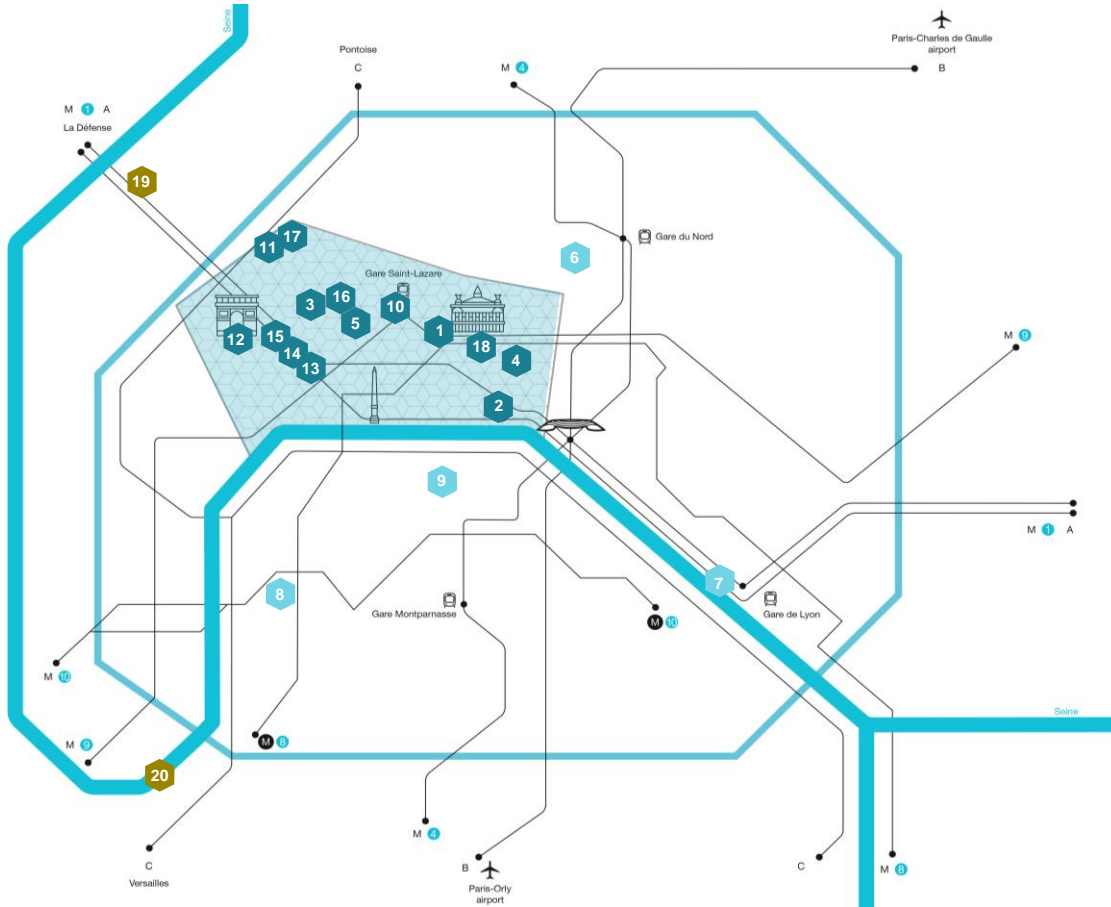 Seine
Paris-Charles de Gaulle
airport
B
Pontoise
C
M 4
M 1 A
La Défense
19
17
11
Gare du Nord
6
Gare Saint-Lazare
16
3
10
5
1
12
15
18
14
4
13
M 9
2
9
M 1 A
7
8
Gare de Lyon
Gare Montparnasse
M 10
M 10
Seine
M 8
M 9
20
M 4
C
Versailles
B
Paris-Orly
airport
C
M 8